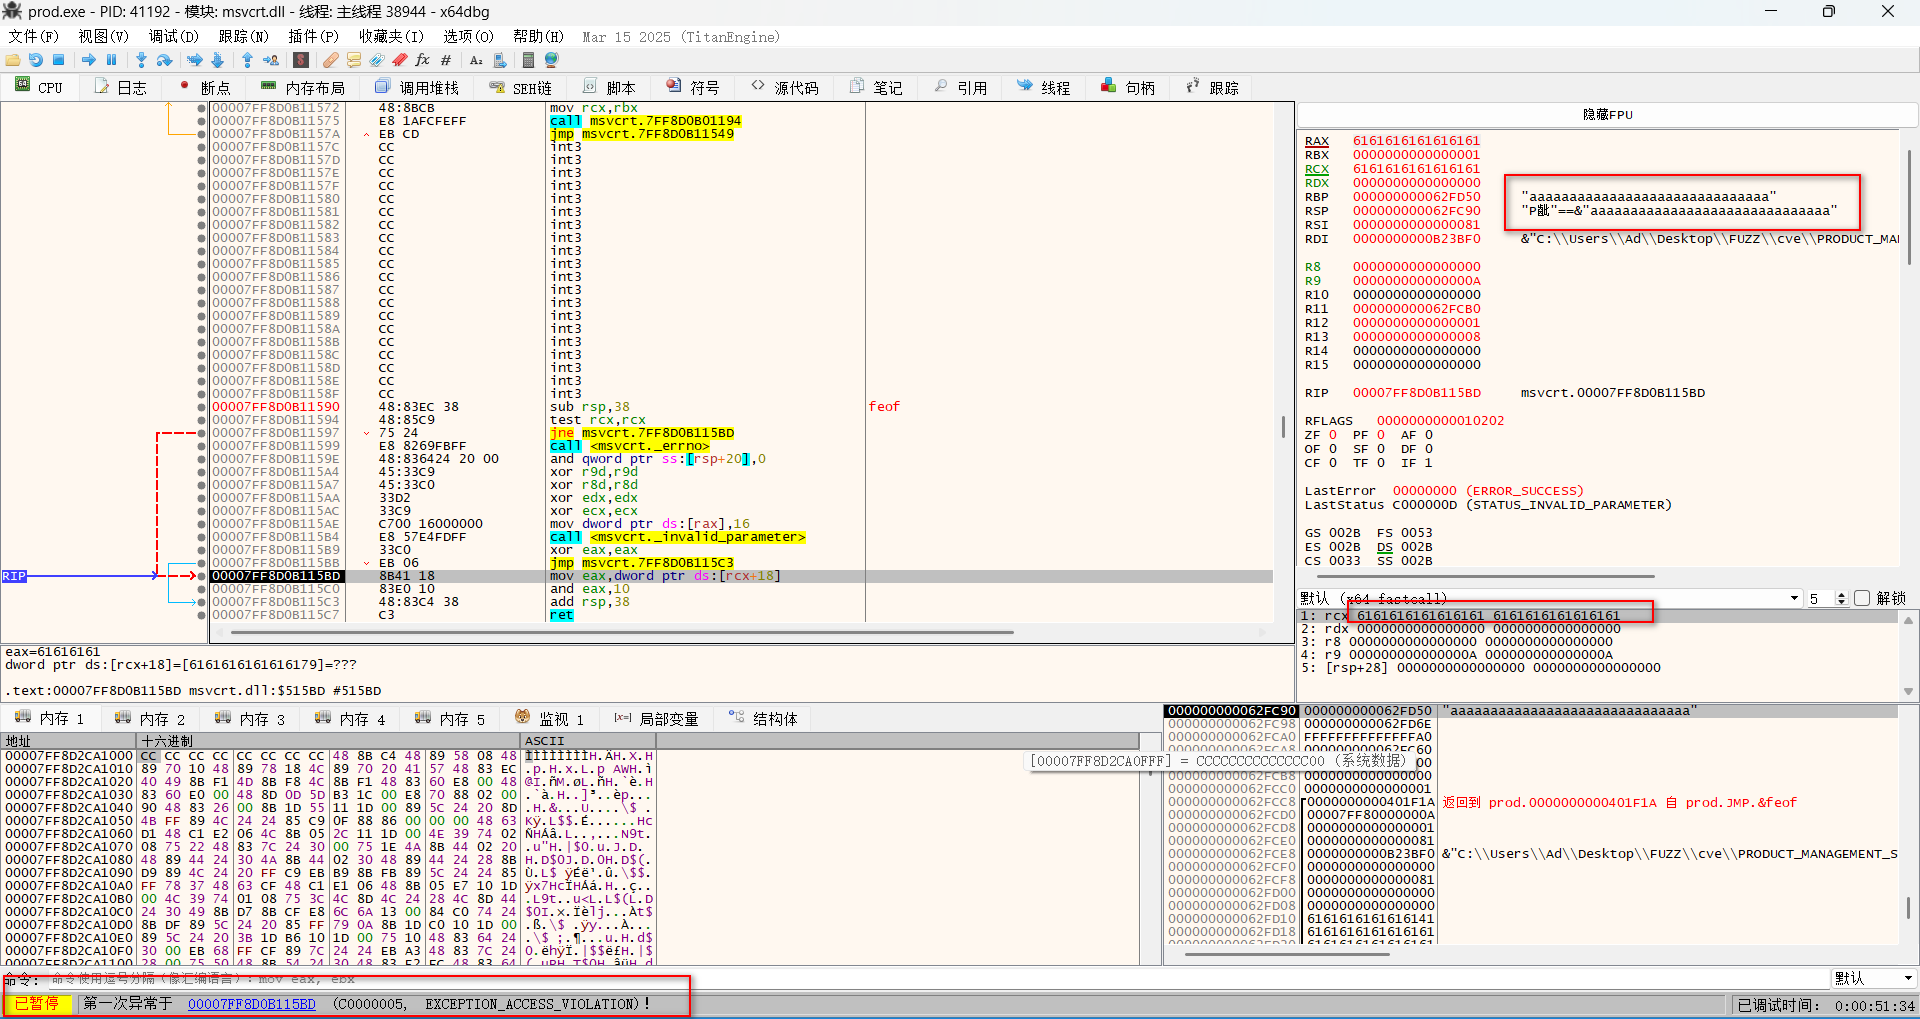 prod.exe - PID: 41192 - 模块: msvcrt.dll - 线程: 主线程 38944 - x64dbg
文件(F) 视图(V) 调试(D) 跟踪(N) 插件(P) 收藏夹(I) 选项(O) 帮助(H) Mar 15 2025 (TitanEngine)
CPU 日志 断点 内存布局 调用堆栈 SEH链 脚本 符号 源代码 笔记 引用 线程 句柄 跟踪
00007FF8D0B11572 48:8BCB mov rcx,rbx
00007FF8D0B11575 E8 1AFCFEFF call msvcrt.7FF8D0B01194
00007FF8D0B1157A EB CD jmp msvcrt.7FF8D0B11549
00007FF8D0B1157C CC int3
00007FF8D0B1157D CC int3
00007FF8D0B1157E CC int3
00007FF8D0B1157F CC int3
00007FF8D0B11580 CC int3
00007FF8D0B11581 CC int3
00007FF8D0B11582 CC int3
00007FF8D0B11583 CC int3
00007FF8D0B11584 CC int3
00007FF8D0B11585 CC int3
00007FF8D0B11586 CC int3
00007FF8D0B11587 CC int3
00007FF8D0B11588 CC int3
00007FF8D0B11589 CC int3
00007FF8D0B1158A CC int3
00007FF8D0B1158B CC int3
00007FF8D0B1158C CC int3
00007FF8D0B1158D CC int3
00007FF8D0B1158E CC int3
00007FF8D0B1158F CC int3
00007FF8D0B11590 48:83EC 38 sub rsp,38 feof
00007FF8D0B11594 48:85C9 test rcx,rcx
00007FF8D0B11597 75 24 jne msvcrt.7FF8D0B115BD
00007FF8D0B11599 E8 8269FBFF call <msvcrt._errno>
00007FF8D0B1159E 48:836424 20 00 and qword ptr ss:[rsp+20],0
00007FF8D0B115A4 45:33C9 xor r9d,r9d
00007FF8D0B115A7 45:33C0 xor r8d,r8d
00007FF8D0B115AA 33D2 xor edx,edx
00007FF8D0B115AC 33C9 xor ecx,ecx
00007FF8D0B115AE C700 16000000 mov dword ptr ds:[rax],16
00007FF8D0B115B4 E8 57E4FDFF call <msvcrt._invalid_parameter>
00007FF8D0B115B9 33C0 xor eax,eax
00007FF8D0B115BB EB 06 jmp msvcrt.7FF8D0B115C3
RIP 00007FF8D0B115BD 8B41 18 mov eax,dword ptr ds:[rcx+18]
00007FF8D0B115C0 83E0 10 and eax,10
00007FF8D0B115C3 48:83C4 38 add rsp,38
00007FF8D0B115C7 C3 ret
eax=61616161
dword ptr ds:[rcx+18]=[6161616161616179]=???
.text:00007FF8D0B115BD msvcrt.dll:$515BD #515BD
隐藏FPU
RAX 6161616161616161
RBX 0000000000000001
RCX 6161616161616161
RDX 0000000000000000
RBP 000000000062FD50 "aaaaaaaaaaaaaaaaaaaaaaaaaaaaaa"
RSP 000000000062FC90 ==&"aaaaaaaaaaaaaaaaaaaaaaaaaaaaaa"
RSI 0000000000000081
RDI 0000000000B23BF0 &"C:\\Users\\Ad\\Desktop\\FUZZ\\cve\\PRODUCT_MA
R8 0000000000000000
R9 000000000000000A
R10 0000000000000000
R11 000000000062FCB0
R12 0000000000000001
R13 0000000000000008
R14 0000000000000000
R15 0000000000000000
RIP 00007FF8D0B115BD msvcrt.00007FF8D0B115BD
RFLAGS 0000000000010202
ZF 0 PF 0 AF 0
OF 0 SF 0 DF 0
CF 0 TF 0 IF 1
LastError 00000000 (ERROR_SUCCESS)
LastStatus C000000D (STATUS_INVALID_PARAMETER)
GS 002B FS 0053
ES 002B DS 002B
CS 0033 SS 002B
默认 (x64 fastcall) 5 解锁
1: rcx 6161616161616161 6161616161616161
2: rdx 0000000000000000 0000000000000000
3: r8 0000000000000000 0000000000000000
4: r9 000000000000000A 000000000000000A
5: [rsp+28] 0000000000000000 0000000000000000
内存 1 内存 2 内存 3 内存 4 内存 5 监视 1 局部变量 结构体
地址 十六进制 ASCII
00007FF8D2CA1000 CC CC CC CC CC CC CC CC 48 8B C4 48 89 58 08 48
00007FF8D2CA1010 89 70 10 48 89 78 18 4C 89 70 20 41 57 48 83 EC
00007FF8D2CA1020 40 49 8B F1 4D 8B F8 4C 8B F1 48 83 60 E8 00 48
00007FF8D2CA1030 83 60 E0 00 48 8D 0D 5D B3 1C 00 E8 70 88 02 00
00007FF8D2CA1040 90 48 83 26 00 8B 1D 55 11 1D 00 89 5C 24 20 8D
00007FF8D2CA1050 4B FF 89 4C 24 24 85 C9 0F 88 86 00 00 00 48 63
00007FF8D2CA1060 D1 48 C1 E2 06 4C 8B 05 2C 11 1D 00 4E 39 74 02
00007FF8D2CA1070 08 75 22 48 83 7C 24 30 00 75 1E 4A 8B 44 02 20
00007FF8D2CA1080 48 89 44 24 30 4A 8B 44 02 30 48 89 44 24 28 8B
00007FF8D2CA1090 D9 89 4C 24 20 FF C9 EB B9 8B FB 89 5C 24 24 85
00007FF8D2CA10A0 FF 78 37 48 63 CF 48 C1 E1 06 48 8B 05 E7 10 1D
00007FF8D2CA10B0 00 4C 39 74 01 08 75 3C 4C 8D 4C 24 28 4C 8D 44
00007FF8D2CA10C0 24 30 49 8B D7 8B CF E8 6C 6A 13 00 84 C0 74 24
00007FF8D2CA10D0 8B DF 89 5C 24 20 85 FF 79 0A 8B 1D C0 10 1D 00
00007FF8D2CA10E0 89 5C 24 20 3B 1D B6 10 1D 00 75 10 48 83 64 24
00007FF8D2CA10F0 30 00 EB 68 FF CF 89 7C 24 24 EB A3 48 83 7C 24
000000000062FC90 000000000062FD50 "aaaaaaaaaaaaaaaaaaaaaaaaaaaaaa"
000000000062FC98 000000000062FD6E
000000000062FCA0 FFFFFFFFFFFFFFA0
[00007FF8D2CA0FFF] = CCCCCCCCCCCCCC00 (系统数据)
000000000062FCC0 0000000000000001
000000000062FCC8 0000000000401F1A 返回到 prod.0000000000401F1A 自 prod.JMP.&feof
000000000062FCD0 00007FF80000000A
000000000062FCD8 0000000000000001
000000000062FCE0 0000000000000081
000000000062FCE8 0000000000B23BF0 &"C:\\Users\\Ad\\Desktop\\FUZZ\\cve\\PRODUCT_MANAGEMENT_S
000000000062FCF0 0000000000000000
000000000062FCF8 0000000000000081
000000000062FD00 0000000000000000
000000000062FD08 0000000000000000
000000000062FD10 6161616161616141
000000000062FD18 6161616161616161
命令: 命令使用逗号分隔（像汇编语言）: mov eax, ebx 默认
已暂停 第一次异常于 00007FF8D0B115BD (C0000005, EXCEPTION_ACCESS_VIOLATION)! 已调试时间: 0:00:51:34